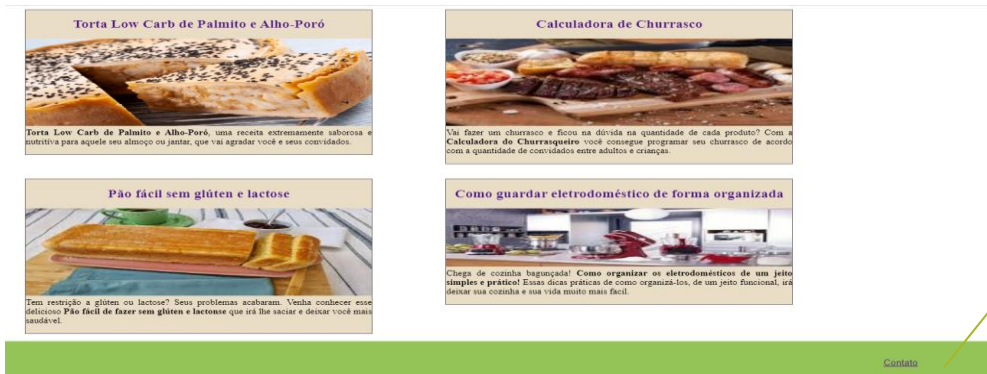 Torta Low Carb de Palmito e Alho-Poró
Torta Low Carb de Palmito e Alho-Poró, uma receita extremamente saborosa e
nutritiva para aquele seu almoço ou jantar, que vai agradar você e seus convidados.
Calculadora de Churrasco
Vai fazer um churrasco e ficou na dúvida na quantidade de cada produto? Com a
Calculadora do Churrasqueiro você consegue programar seu churrasco de acordo
com a quantidade de convidados entre adultos e crianças.
Pão fácil sem glúten e lactose
Tem restrição a glúten ou lactose? Seus problemas acabaram. Venha conhecer esse
delicioso Pão fácil de fazer sem glúten e lactonse que irá lhe saciar e deixar você mais
saudável.
Como guardar eletrodoméstico de forma organizada
Chega de cozinha bagunçada! Como organizar os eletrodomésticos de um jeito
simples e prático! Essas dicas práticas de como organizá-los, de um jeito funcional, irá
deixar sua cozinha e sua vida muito mais fácil.
Contato